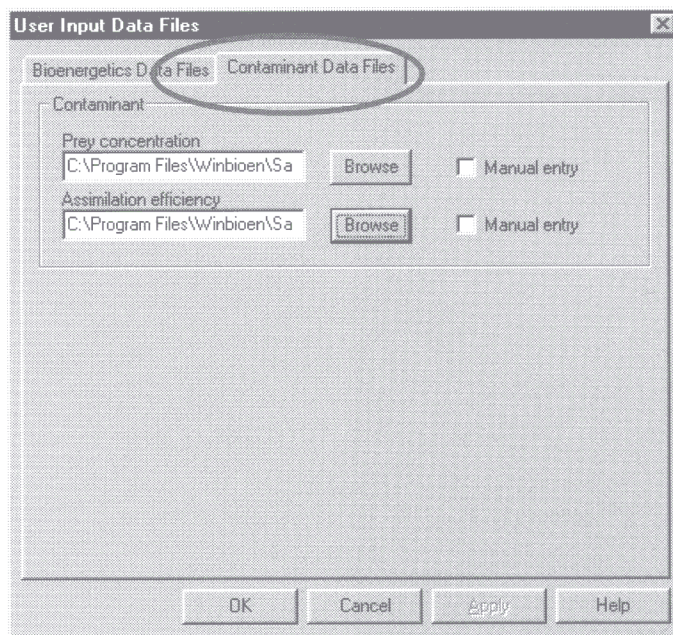 User Input Data Files
Bioenergetics Data Files Contaminant Data Files
Contaminant
Prey concentration
C:\Program Files\Winbioen\Sa Browse Manual entry
Assimilation efficiency
C:\Program Files\Winbioen\Sa Browse Manual entry
OK Cancel Apply Help